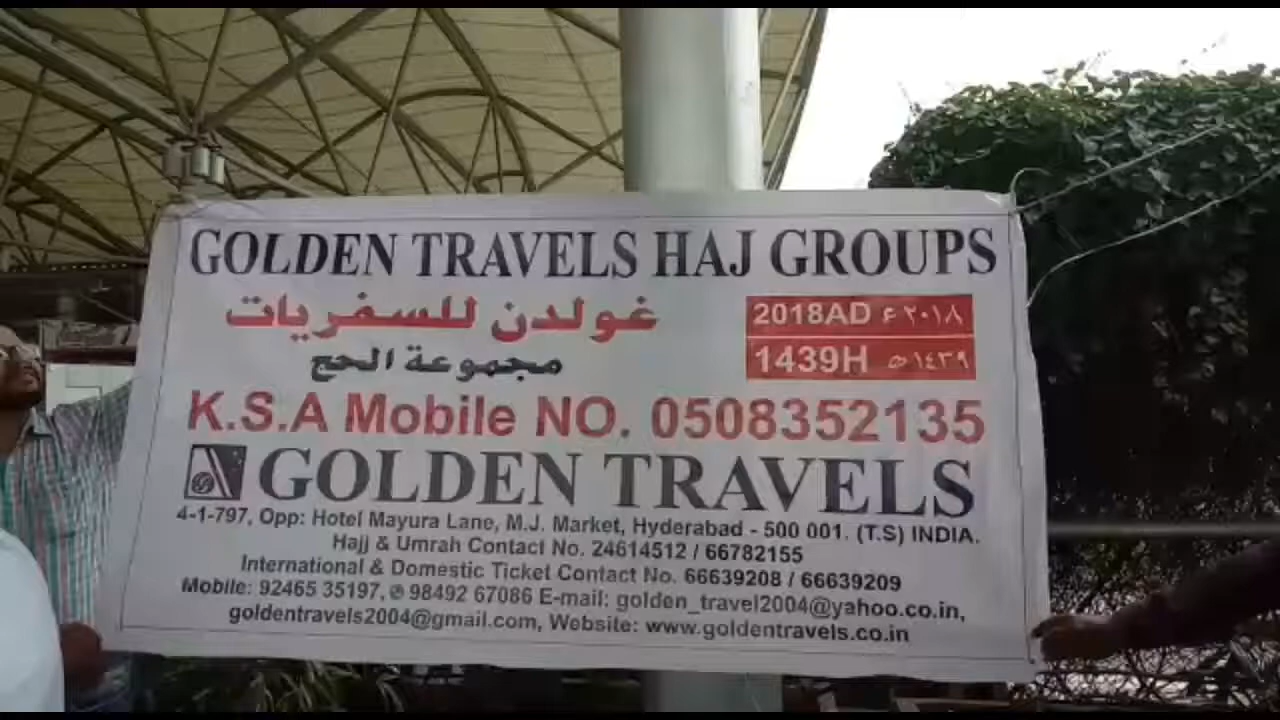 GOLDEN TRAVELS HAJ GROUPS
غولدن للسفريات
مجموعة الحج
2018AD ٢٠١٨ ء
1439H ١٤٣٩ ه
K.S.A Mobile NO. 0508352135
GOLDEN TRAVELS
4-1-797, Opp: Hotel Mayura Lane, M.J. Market, Hyderabad - 500 001. (T.S) INDIA.
Hajj & Umrah Contact No. 24614512 / 66782155
International & Domestic Ticket Contact No. 66639208 / 66639209
Mobile: 92465 35197, 98492 67086 E-mail: golden_travel2004@yahoo.co.in,
goldentravels2004@gmail.com, Website: www.goldentravels.co.in